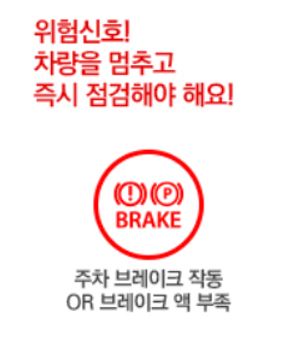 위험신호!
차량을 멈추고
즉시 점검해야 해요!
(!) (P)
BRAKE
주차 브레이크 작동
OR 브레이크 액 부족